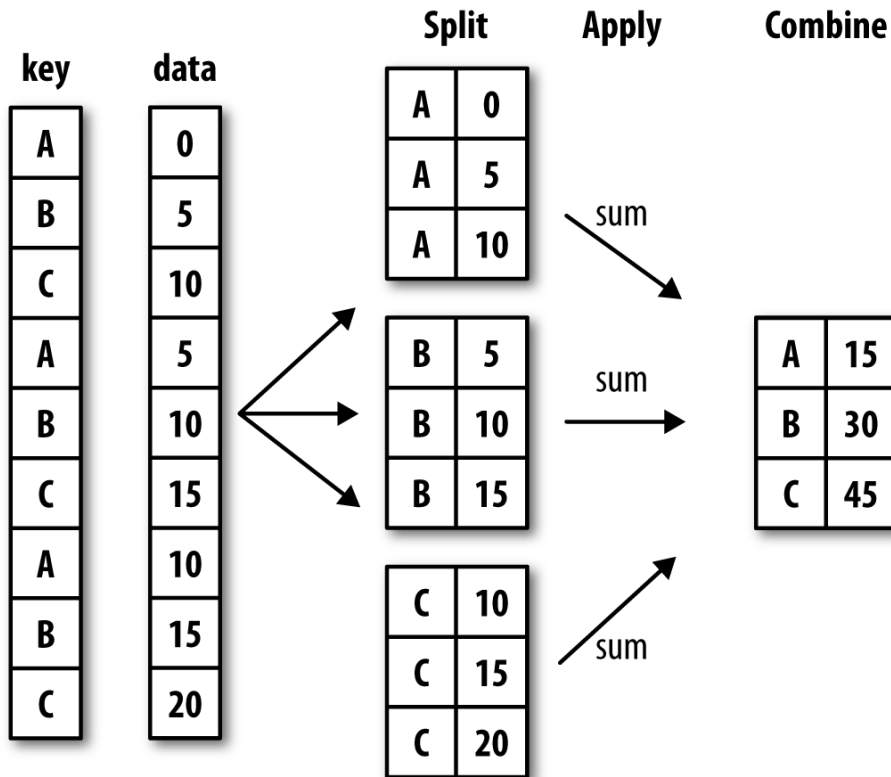 Split Apply Combine
key data
A 0
B 5
C 10
A 5
B 10
C 15
A 10
B 15
C 20
A 0
A 5
A 10
B 5
B 10
B 15
C 10
C 15
C 20
sum
sum
sum
A 15
B 30
C 45